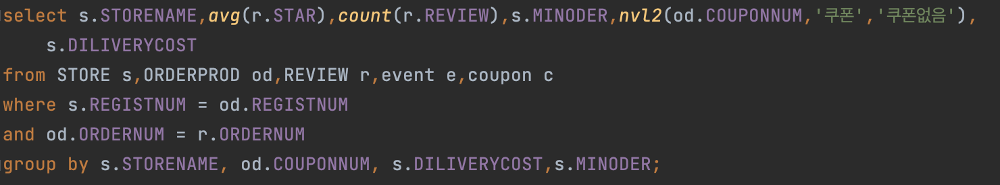 select s.STORENAME,avg(r.STAR),count(r.REVIEW),s.MINODER,nvl2(od.COUPONNUM,'쿠폰','쿠폰없음'),
s.DILIVERYCOST
from STORE s,ORDERPROD od,REVIEW r,event e,coupon c
where s.REGISTNUM = od.REGISTNUM
and od.ORDERNUM = r.ORDERNUM
group by s.STORENAME, od.COUPONNUM, s.DILIVERYCOST,s.MINODER;